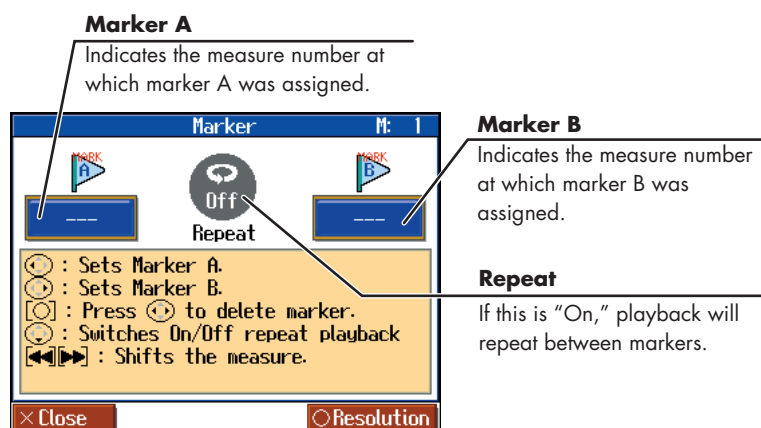 Marker A
Indicates the measure number at
which marker A was assigned.
Marker M: 1
MARK
A
---
Off
Repeat
MARK
B
---
: Sets Marker A.
: Sets Marker B.
[○] : Press to delete marker.
: Switches On/Off repeat playback
[◀◀][▶▶] : Shifts the measure.
× Close
○ Resolution
Marker B
Indicates the measure number
at which marker B was
assigned.
Repeat
If this is “On,” playback will
repeat between markers.